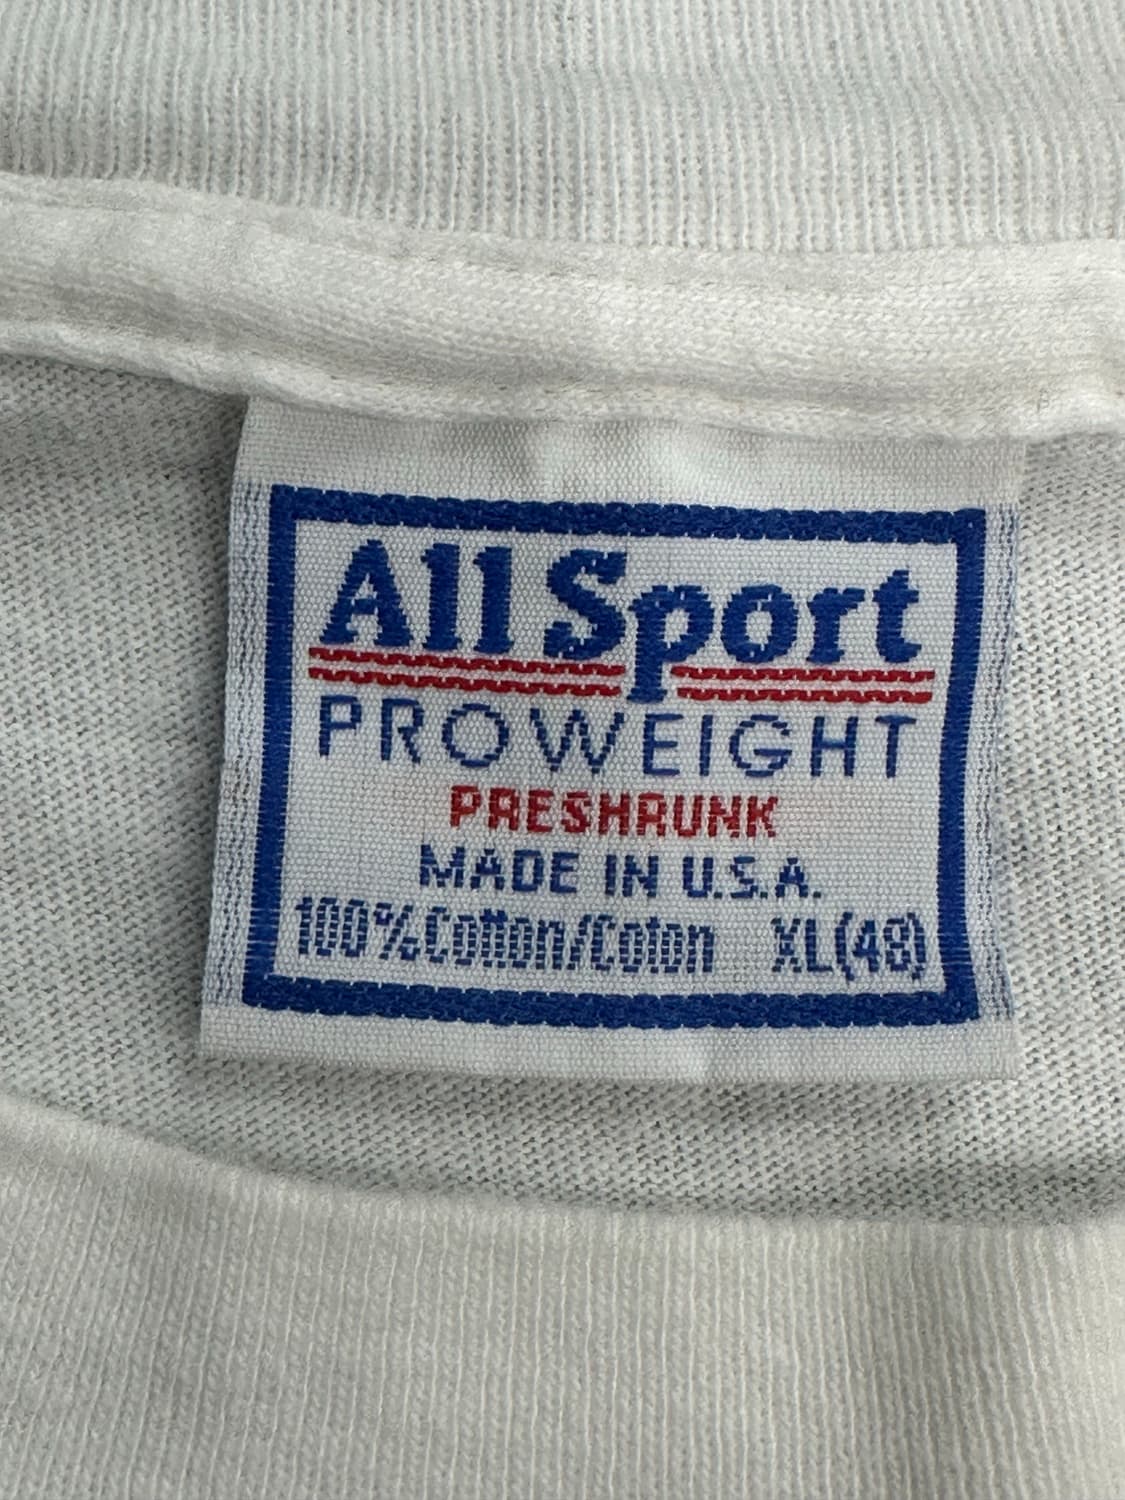 All Sport
PROWEIGHT
PRESHRUNK
MADE IN U.S.A.
100% Cotton/Coton XL(48)